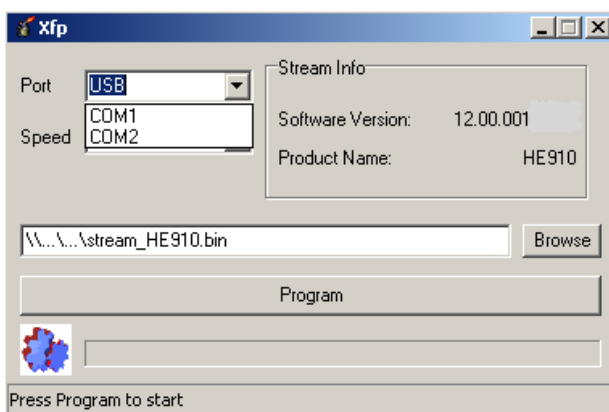 Xfp
Port USB
COM1
COM2
Speed
Stream Info
Software Version: 12.00.001
Product Name: HE910
\\...\...\stream_HE910.bin
Browse
Program
Press Program to start